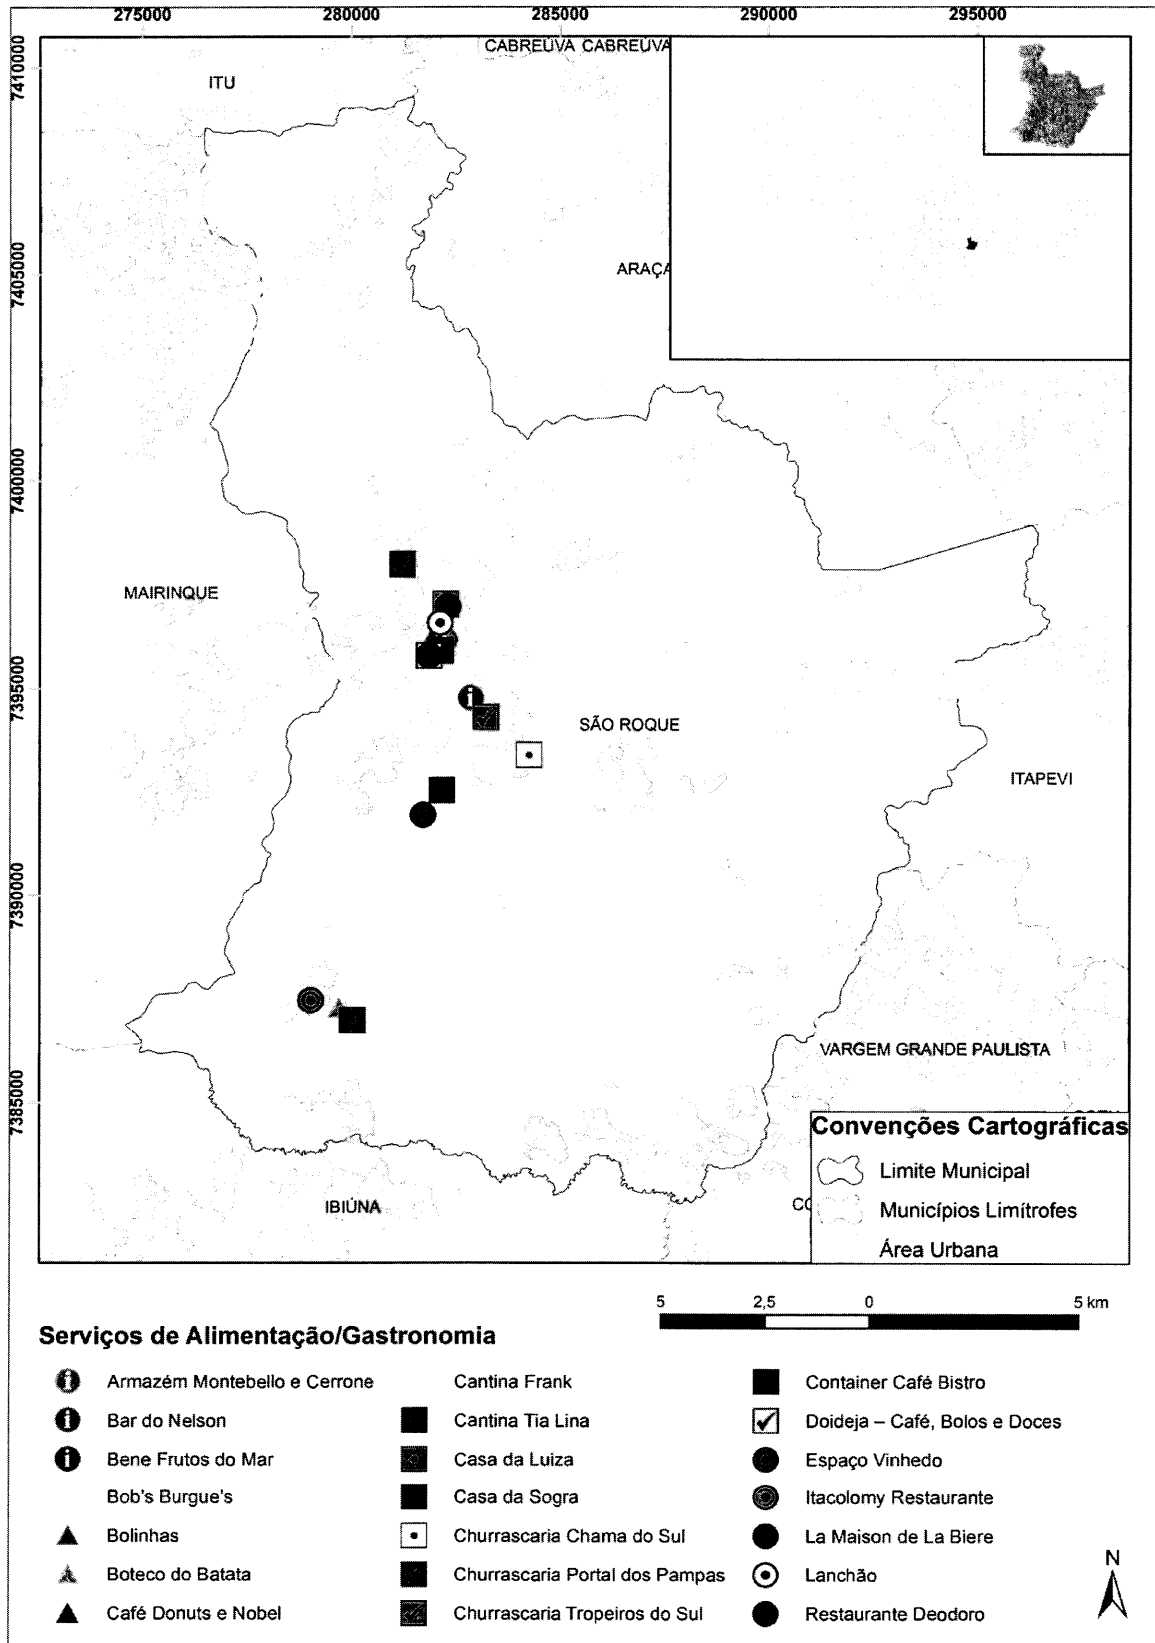 275000 280000 285000 290000 295000
7410000
7405000
7400000
7395000
7390000
7385000
CABREÚVA CABREÚVA
ITU
ARAÇA
MAIRINQUE
SÃO ROQUE
ITAPEVI
VARGEM GRANDE PAULISTA
IBIÚNA
CO
Convenções Cartográficas
Limite Municipal
Municípios Limítrofes
Área Urbana
5 2,5 0 5 km
Serviços de Alimentação/Gastronomia
Armazém Montebello e Cerrone
Bar do Nelson
Bene Frutos do Mar
Bob's Burgue's
Bolinhas
Boteco do Batata
Café Donuts e Nobel
Cantina Frank
Cantina Tia Lina
Casa da Luiza
Casa da Sogra
Churrascaria Chama do Sul
Churrascaria Portal dos Pampas
Churrascaria Tropeiros do Sul
Container Café Bistro
Doideja – Café, Bolos e Doces
Espaço Vinhedo
Itacolomy Restaurante
La Maison de La Biere
Lanchão
Restaurante Deodoro
N